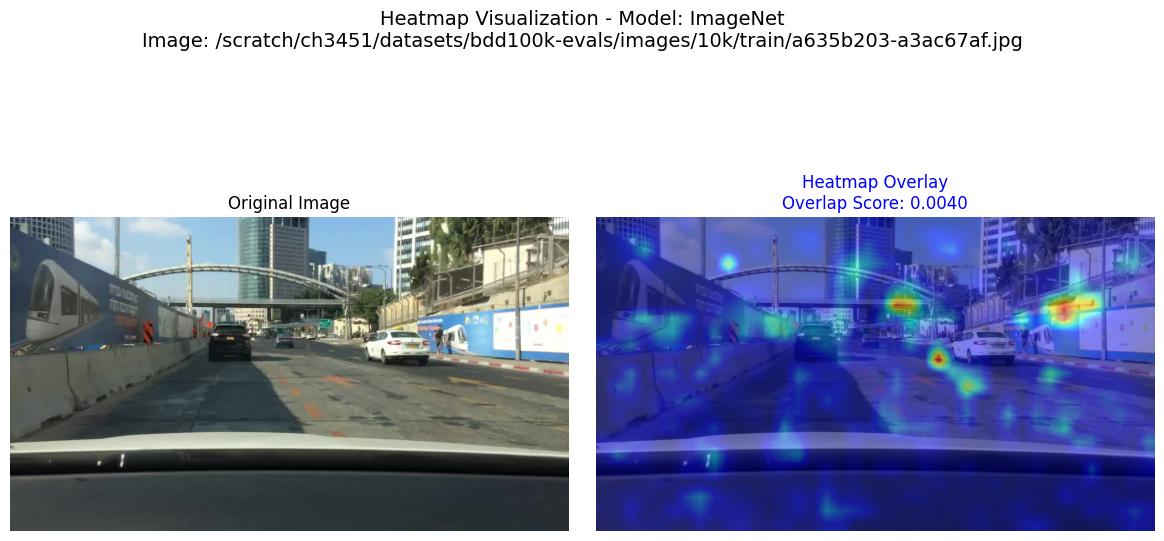 Heatmap Visualization - Model: ImageNet
Image: /scratch/ch3451/datasets/bdd100k-evals/images/10k/train/a635b203-a3ac67af.jpg
Original Image
Heatmap Overlay
Overlap Score: 0.0040